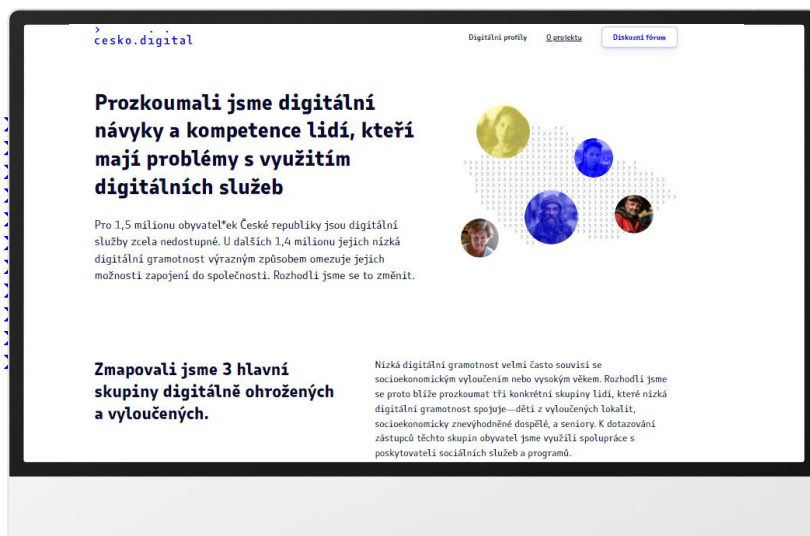 česko.digital
Digitální profily
O projektu
Diskuzní fórum
Prozkoumali jsme digitální
návyky a kompetence lidí, kteří
mají problémy s využitím
digitálních služeb
Pro 1,5 milionu obyvatel*ek České republiky jsou digitální
služby zcela nedostupné. U dalších 1,4 milionu jejich nízká
digitální gramotnost výrazným způsobem omezuje jejich
možnosti zapojení do společnosti. Rozhodli jsme se to změnit.
Zmapovali jsme 3 hlavní
skupiny digitálně ohrožených
a vyloučených.
Nízká digitální gramotnost velmi často souvisí se
socioekonomickým vyloučením nebo vysokým věkem. Rozhodli jsme
se proto blíže prozkoumat tři konkrétní skupiny lidí, které nízká
digitální gramotnost spojuje—děti z vyloučených lokalit,
socioekonomicky znevýhodněné dospělé, a seniory. K dotazování
zástupců těchto skupin obyvatel jsme využili spolupráce s
poskytovateli sociálních služeb a programů.